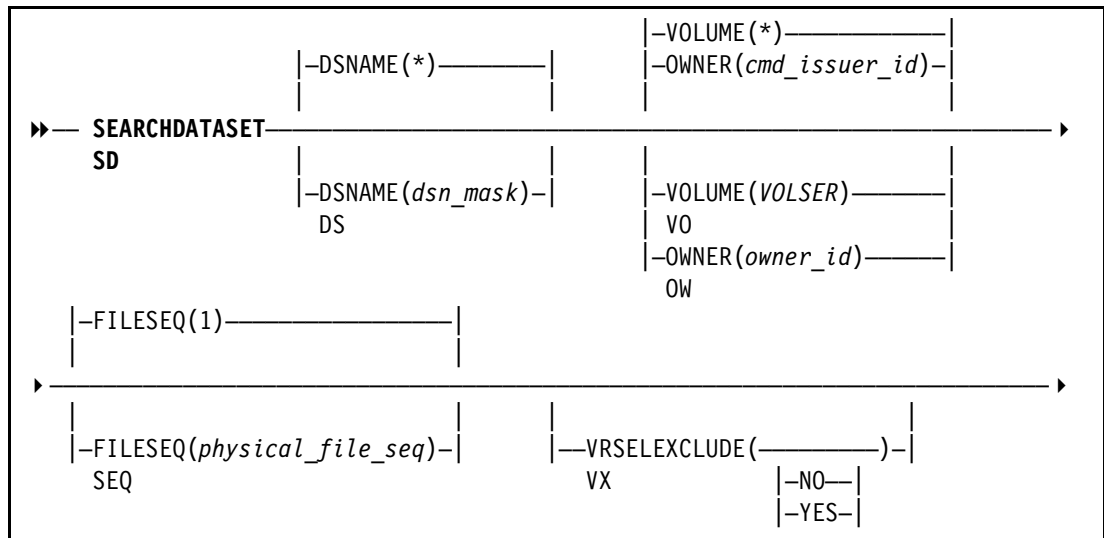 VOLUME(*)
DSNAME(*) OWNER(cmd_issuer_id)
SEARCHDATASET
SD
DSNAME(dsn_mask) VOLUME(VOLSER)
DS VO
OWNER(owner_id)
OW
FILESEQ(1)
FILESEQ(physical_file_seq) VRSELEXCLUDE( )
SEQ VX NO
YES